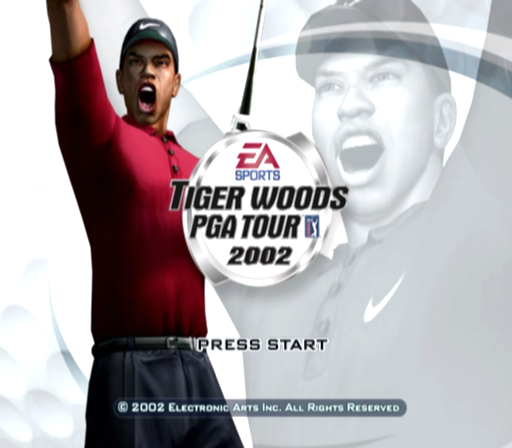 EA
SPORTS
TIGER WOODS
PGA TOUR
2002
PRESS START
© 2002 ELECTRONIC ARTS INC. ALL RIGHTS RESERVED